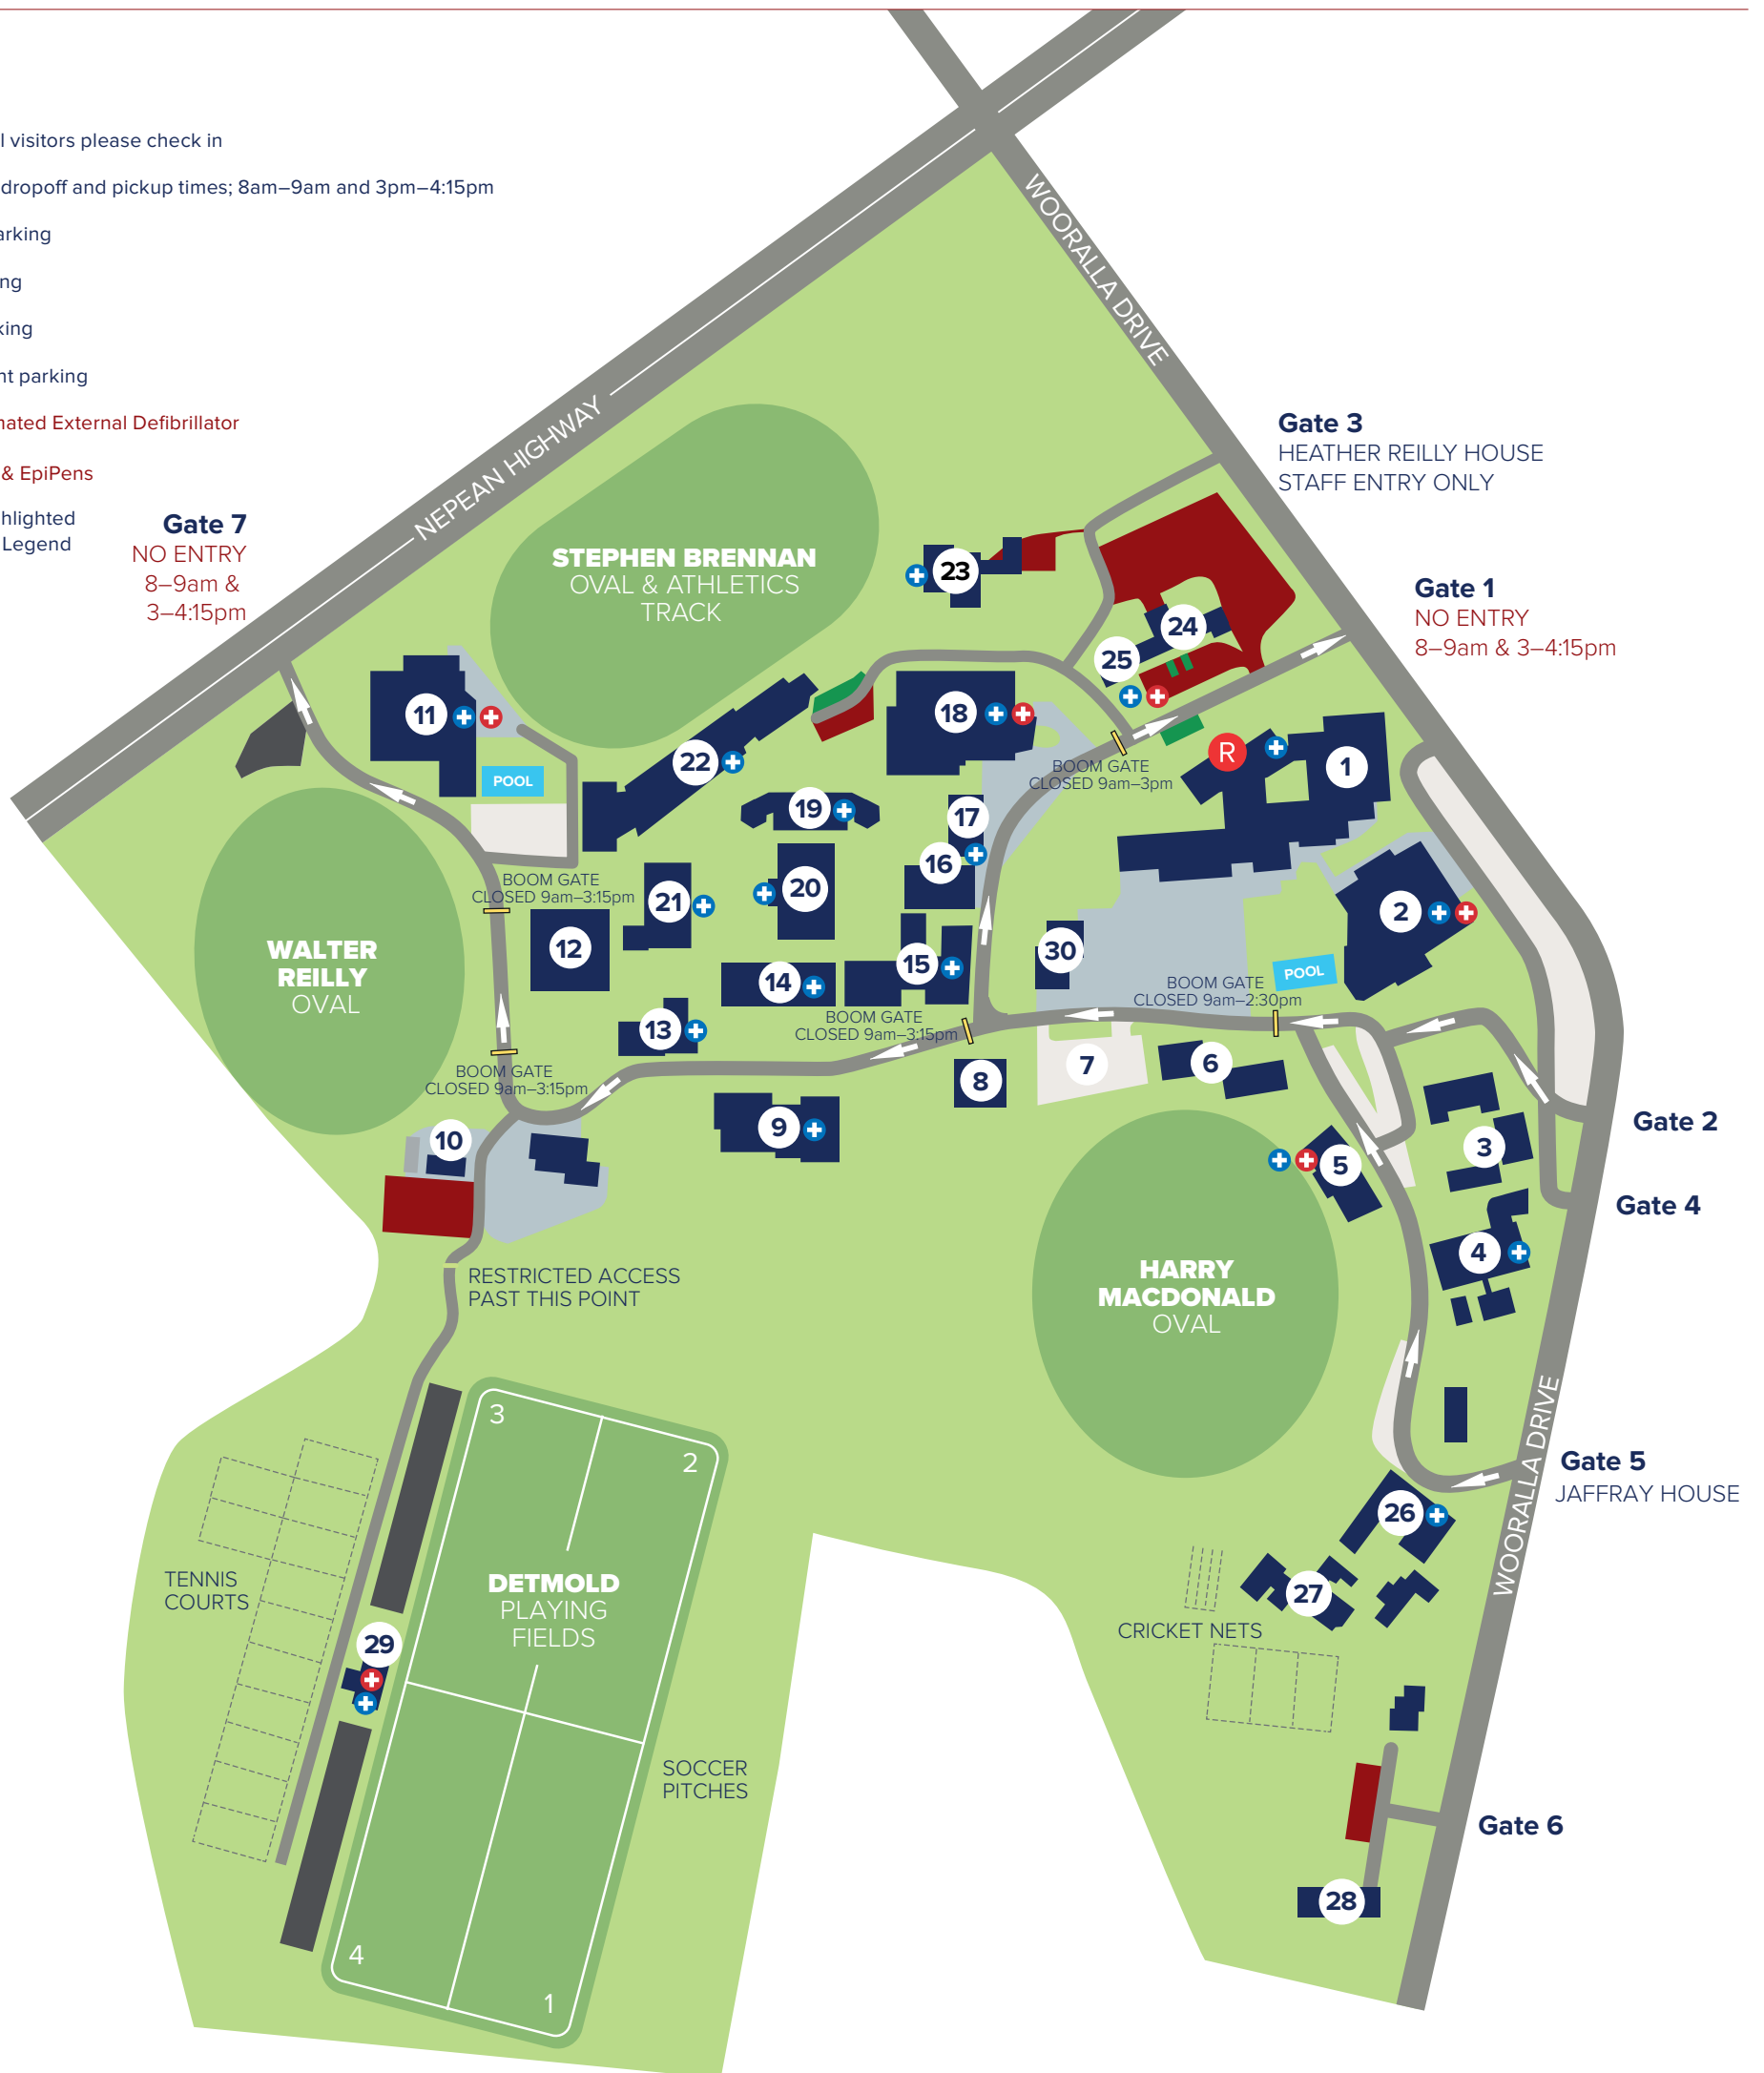 l visitors please check in
dropoff and pickup times; 8am–9am and 3pm–4:15pm
arking
ng
king
nt parking
nated External Defibrillator
& EpiPens
hlighted
Legend
Gate 7
NO ENTRY
8–9am &
3–4:15pm
NEPEAN HIGHWAY
WOORALLA DRIVE
STEPHEN BRENNAN
OVAL & ATHLETICS
TRACK
Gate 3
HEATHER REILLY HOUSE
STAFF ENTRY ONLY
Gate 1
NO ENTRY
8–9am & 3–4:15pm
23
24
25
11
18
22
POOL
R
1
BOOM GATE
CLOSED 9am–3pm
19
17
16
BOOM GATE
CLOSED 9am–3:15pm
21
20
2
12
WALTER
REILLY
OVAL
30
15
14
POOL
BOOM GATE
CLOSED 9am–2:30pm
13
BOOM GATE
CLOSED 9am–3:15pm
BOOM GATE
CLOSED 9am–3:15pm
8
7
6
9
10
5
3
4
Gate 2
Gate 4
RESTRICTED ACCESS
PAST THIS POINT
HARRY
MACDONALD
OVAL
WOORALLA DRIVE
Gate 5
JAFFRAY HOUSE
3
2
26
27
TENNIS
COURTS
DETMOLD
PLAYING
FIELDS
CRICKET NETS
29
SOCCER
PITCHES
Gate 6
28
4
1